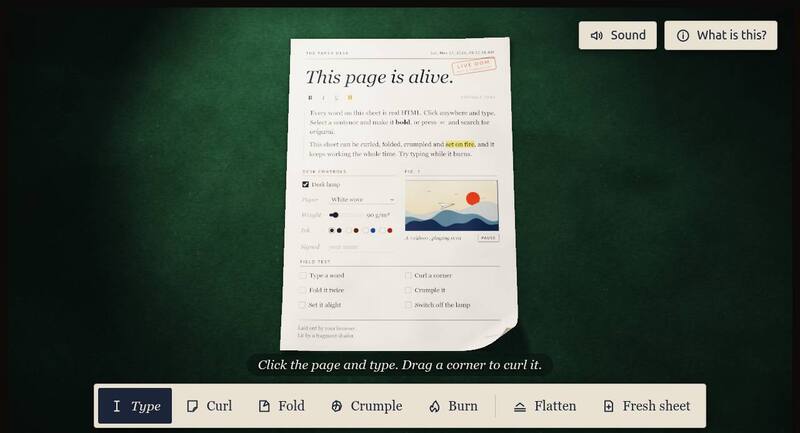 Sound
What is this?
THE PAPER DESK
LIVE DOM
This page is alive.
B I U H
Every word on this sheet is real HTML. Click anywhere and type.
Select a sentence and make it bold, or press and search for
origami.
This sheet can be curled, folded, crumpled and set on fire, and it
keeps working the whole time. Try typing while it burns.
DESK CONTROLS
FIG. 1
Desk lamp
Paper White wove
Weight 90 g/m²
Ink
Signed your name
A video, playing
PAUSE
FIELD TEST
Type a word
Curl a corner
Fold it twice
Crumple it
Set it alight
Switch off the lamp
Laid out by your browser.
Lit by a fragment shader.
Click the page and type. Drag a corner to curl it.
Type
Curl
Fold
Crumple
Burn
Flatten
Fresh sheet